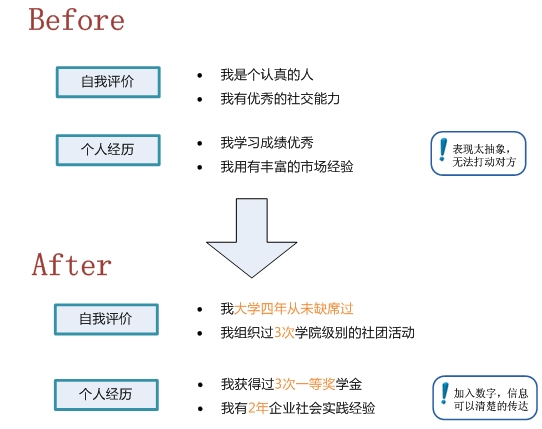 Before
自我评价
我是个认真的人
我有优秀的社交能力
个人经历
我学习成绩优秀
我用有丰富的市场经验
表现太抽象，
无法打动对方
After
自我评价
我大学四年从未缺席过
我组织过3次学院级别的社团活动
个人经历
我获得过3次一等奖学金
我有2年企业社会实践经验
加入数字，信息
可以清楚的传达